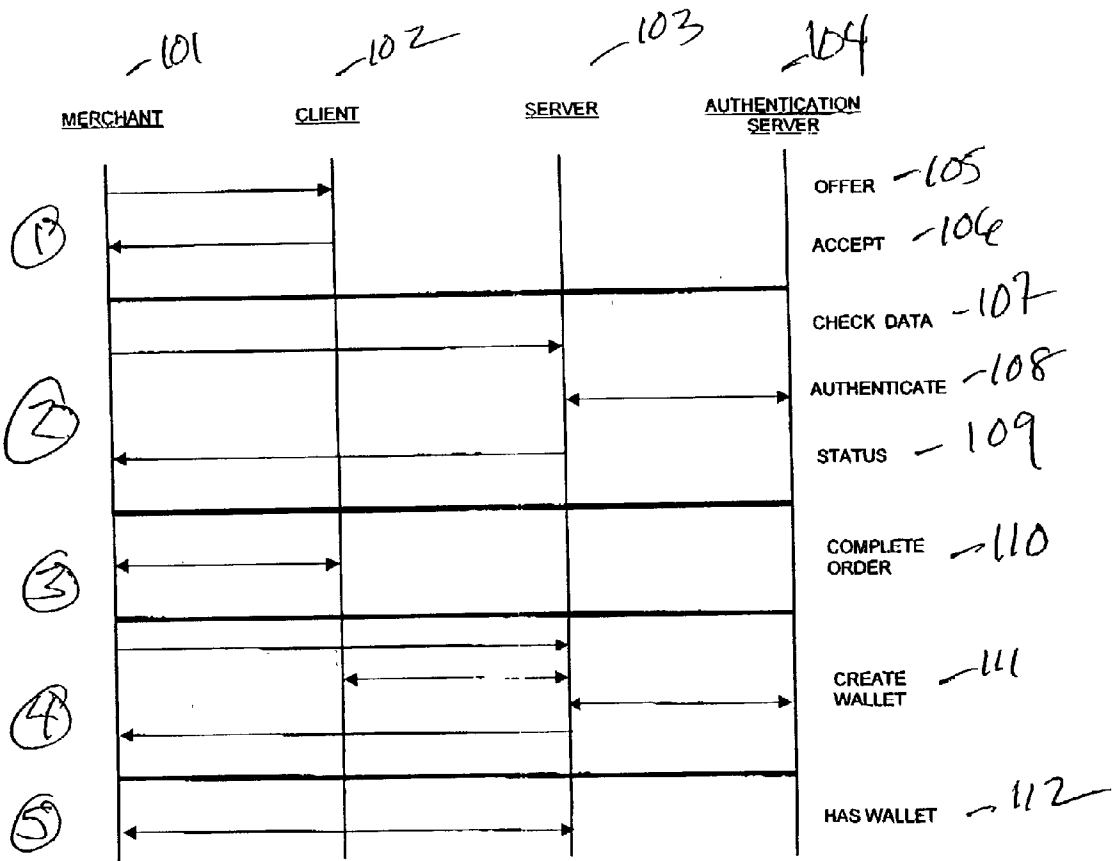 101
102
103
104
MERCHANT
CLIENT
SERVER
AUTHENTICATION
SERVER
OFFER 105
ACCEPT 106
1
CHECK DATA 107
AUTHENTICATE 108
2
STATUS 109
COMPLETE
ORDER 110
3
CREATE
WALLET 111
4
HAS WALLET 112
5